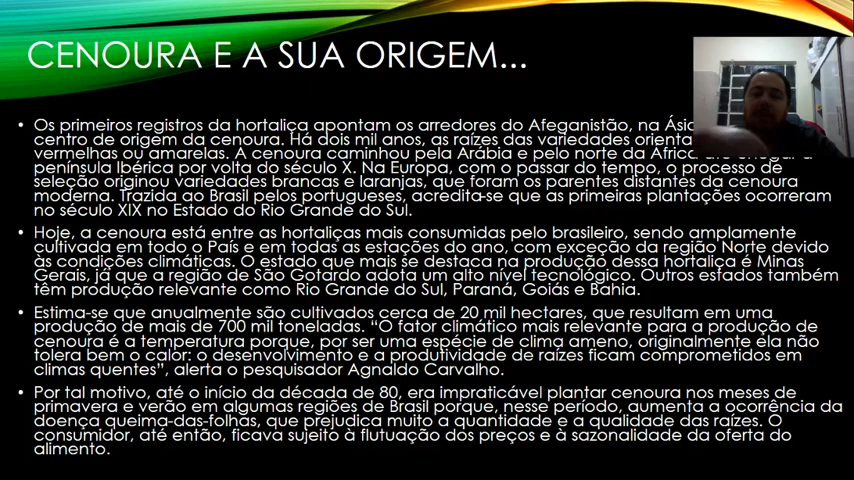 CENOURA E A SUA ORIGEM...
• Os primeiros registros da hortaliça apontam os arredores do Afeganistão, na Ásia
centro de origem da cenoura. Há dois mil anos, as raízes das variedades orienta
vermelhas ou amarelas. A cenoura caminhou pela Arábia e pelo norte da África
península Ibérica por volta do século X. Na Europa, com o passar do tempo, o processo de
seleção originou variedades brancas e laranjas, que foram os parentes distantes da cenoura
moderna. Trazida ao Brasil pelos portugueses, acredita-se que as primeiras plantações ocorreram
no século XIX no Estado do Rio Grande do Sul.
• Hoje, a cenoura está entre as hortaliças mais consumidas pelo brasileiro, sendo amplamente
cultivada em todo o País e em todas as estações do ano, com exceção da região Norte devido
às condições climáticas. O estado que mais se destaca na produção dessa hortaliça é Minas
Gerais, já que a região de São Gotardo adota um alto nível tecnológico. Outros estados também
têm produção relevante como Rio Grande do Sul, Paraná, Goiás e Bahia.
• Estima-se que anualmente são cultivados cerca de 20 mil hectares, que resultam em uma
produção de mais de 700 mil toneladas. “O fator climático mais relevante para a produção de
cenoura é a temperatura porque, por ser uma espécie de clima ameno, originalmente ela não
tolera bem o calor: o desenvolvimento e a produtividade de raízes ficam comprometidos em
climas quentes”, alerta o pesquisador Agnaldo Carvalho.
• Por tal motivo, até o início da década de 80, era impraticável plantar cenoura nos meses de
primavera e verão em algumas regiões de Brasil porque, nesse período, aumenta a ocorrência da
doença queima-das-folhas, que prejudica muito a quantidade e a qualidade das raízes. O
consumidor, até então, ficava sujeito à flutuação dos preços e à sazonalidade da oferta do
alimento.